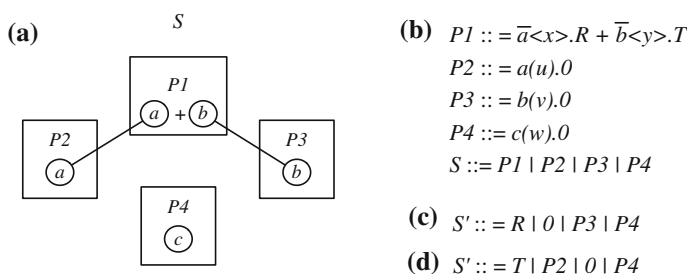 (a)
S
P1
a + b
P2
a
P3
b
P4
c
(b) P1 :: = a̅<x>.R + b̅<y>.T
P2 ::= a(u).0
P3 ::= b(v).0
P4 ::= c(w).0
S ::= P1 | P2 | P3 | P4
(c) S' :: = R | 0 | P3 | P4
(d) S' :: = T | P2 | 0 | P4